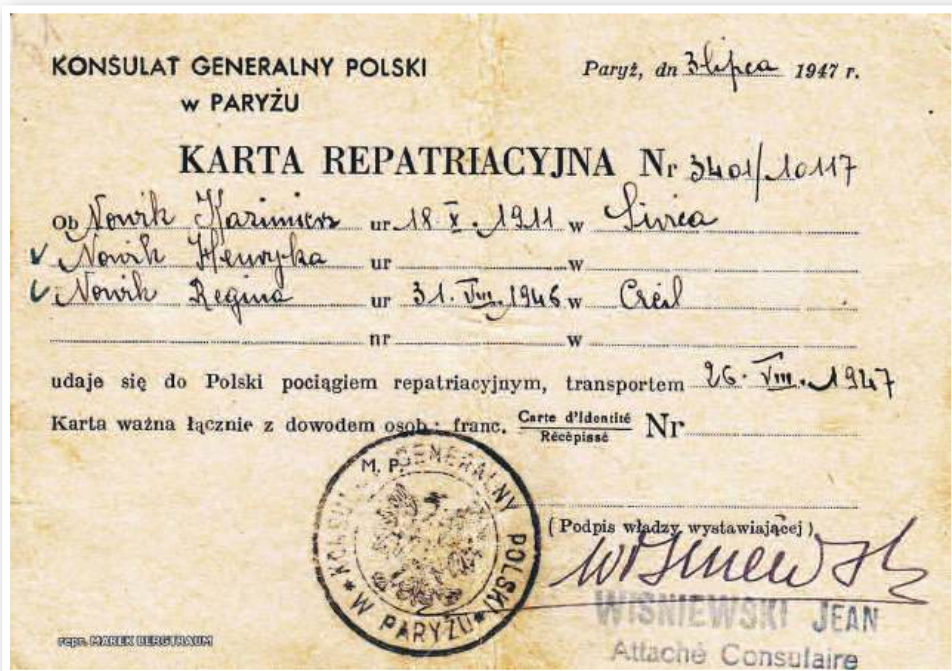 KONSULAT GENERALNY POLSKI
w PARYŻU
Paryż, dn 3 lipca 1947 r.
KARTA REPATRIACYJNA Nr 3401/10117
Ob Nowik Kazimierz ur 18 X. 1911 w
Nowik Henryka ur w
Nowik Regina ur 31. VIII. 1946 w Creil
nr w
udaje się do Polski pociągiem repatriacyjnym, transportem 26. VIII. 1947
Karta ważna łącznie z dowodem osob.: franc. Carte d'Identité Nr
Récépissé
M. P.
KONSULAT GENERALNY POLSKI
W PARYŻU
(Podpis władzy wystawiającej)
WISNIEWSKI JEAN
Attaché Consulaire
repr. MAREK BERGTRAUM